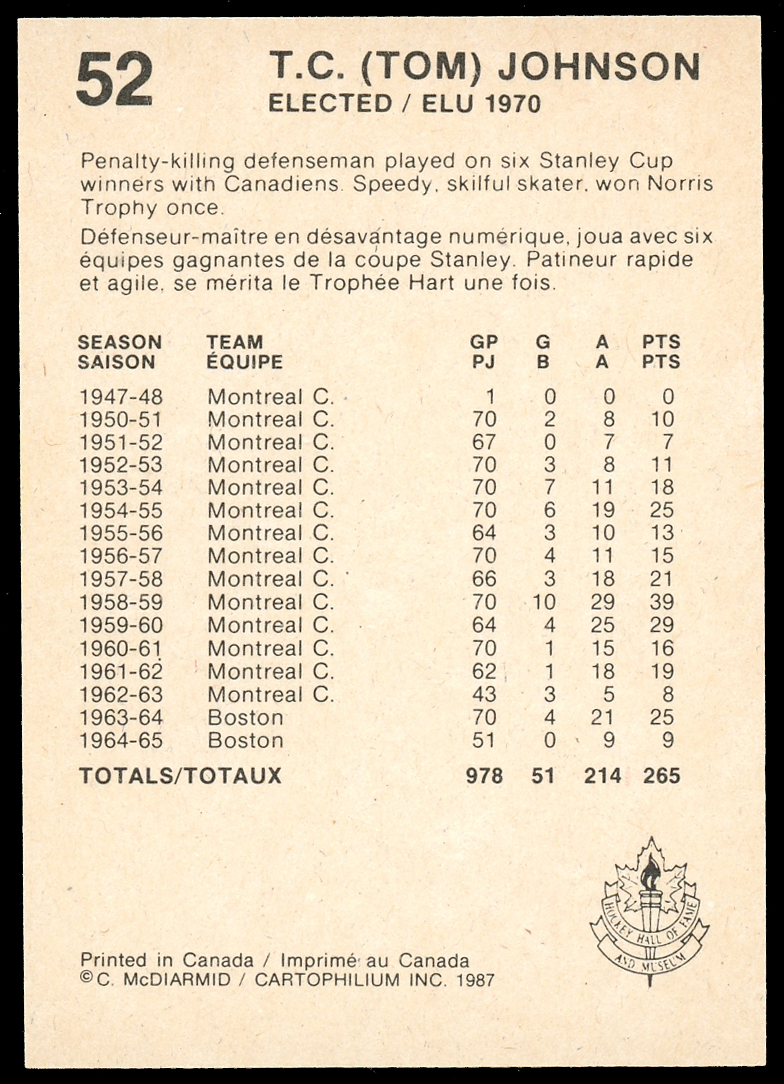 52
T.C. (TOM) JOHNSON
ELECTED / ELU 1970
Penalty-killing defenseman played on six Stanley Cup
winners with Canadiens. Speedy, skilful skater, won Norris
Trophy once.
Défenseur-maître en désavantage numérique, joua avec six
équipes gagnantes de la coupe Stanley. Patineur rapide
et agile, se mérita le Trophée Hart une fois.
SEASON TEAM GP G A PTS
SAISON ÉQUIPE PJ B A PTS
1947-48 Montreal C. 1 0 0 0
1950-51 Montreal C. 70 2 8 10
1951-52 Montreal C. 67 0 7 7
1952-53 Montreal C. 70 3 8 11
1953-54 Montreal C. 70 7 11 18
1954-55 Montreal C. 70 6 19 25
1955-56 Montreal C. 64 3 10 13
1956-57 Montreal C. 70 4 11 15
1957-58 Montreal C. 66 3 18 21
1958-59 Montreal C. 70 10 29 39
1959-60 Montreal C. 64 4 25 29
1960-61 Montreal C. 70 1 15 16
1961-62 Montreal C. 62 1 18 19
1962-63 Montreal C. 43 3 5 8
1963-64 Boston 70 4 21 25
1964-65 Boston 51 0 9 9
TOTALS/TOTAUX 978 51 214 265
HOCKEY HALL OF FAME
AND MUSEUM
Printed in Canada / Imprimé au Canada
© C. McDIARMID / CARTOPHILIUM INC. 1987